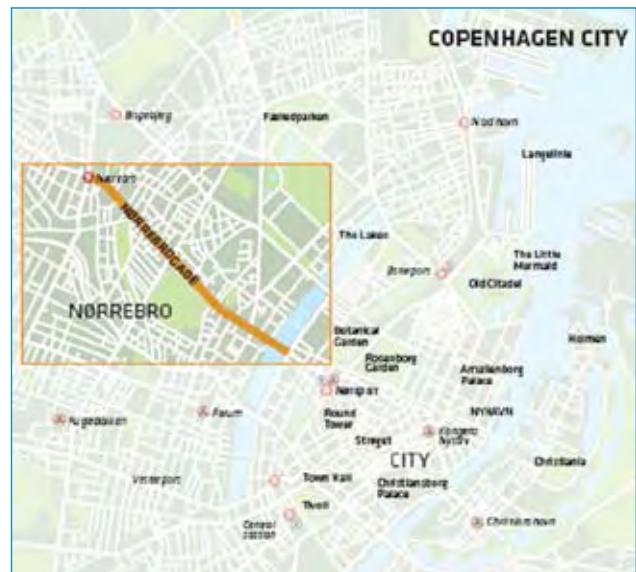 COPENHAGEN CITY
Bispebjerg
Fælledparken
Nordhavn
Langelinie
Nørrebro
NØRREBROGADE
The Lakes
The Little
Mermaid
Østerport
Old Citadel
NØRREBRO
Botanical
Garden
Holmen
Rosenborg
Garden
Amalienborg
Palace
Nørreport
Round
Tower
NYHAVN
Fuglebakken
Forum
Strøget
Kongens
Nytorv
CITY
Christiania
Vesterport
Town Hall
Christiansborg
Palace
Tivoli
Central
station
Christianshavn